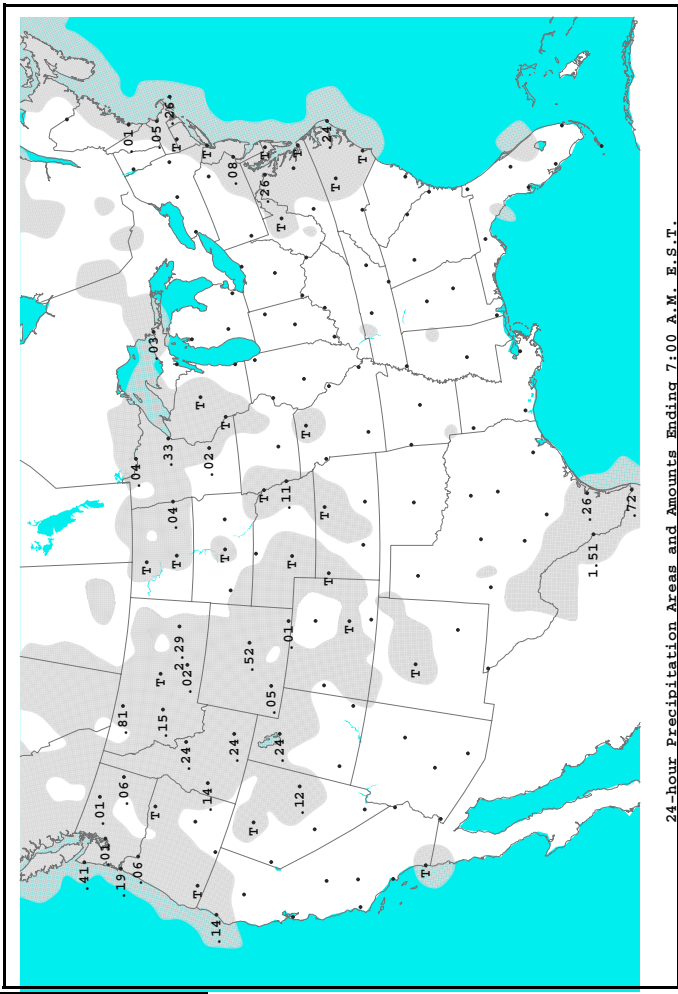 .41
.01
.01
.19
.81
.06
.01
.04
.06
T
.03
T
.05
T
.15
.33
.26
.04
T
T
2.29
.02
.24
T
T
T
.14
.02
.14
T
T
.08
.24
.52
T
T
.26
T
.05
.24
T
.11
.01
T
T
.12
T
T
.24
T
T
T
T
T
T
.26
1.51
.72
24-hour Precipitation Areas and Amounts Ending 7:00 A.M. E.S.T.